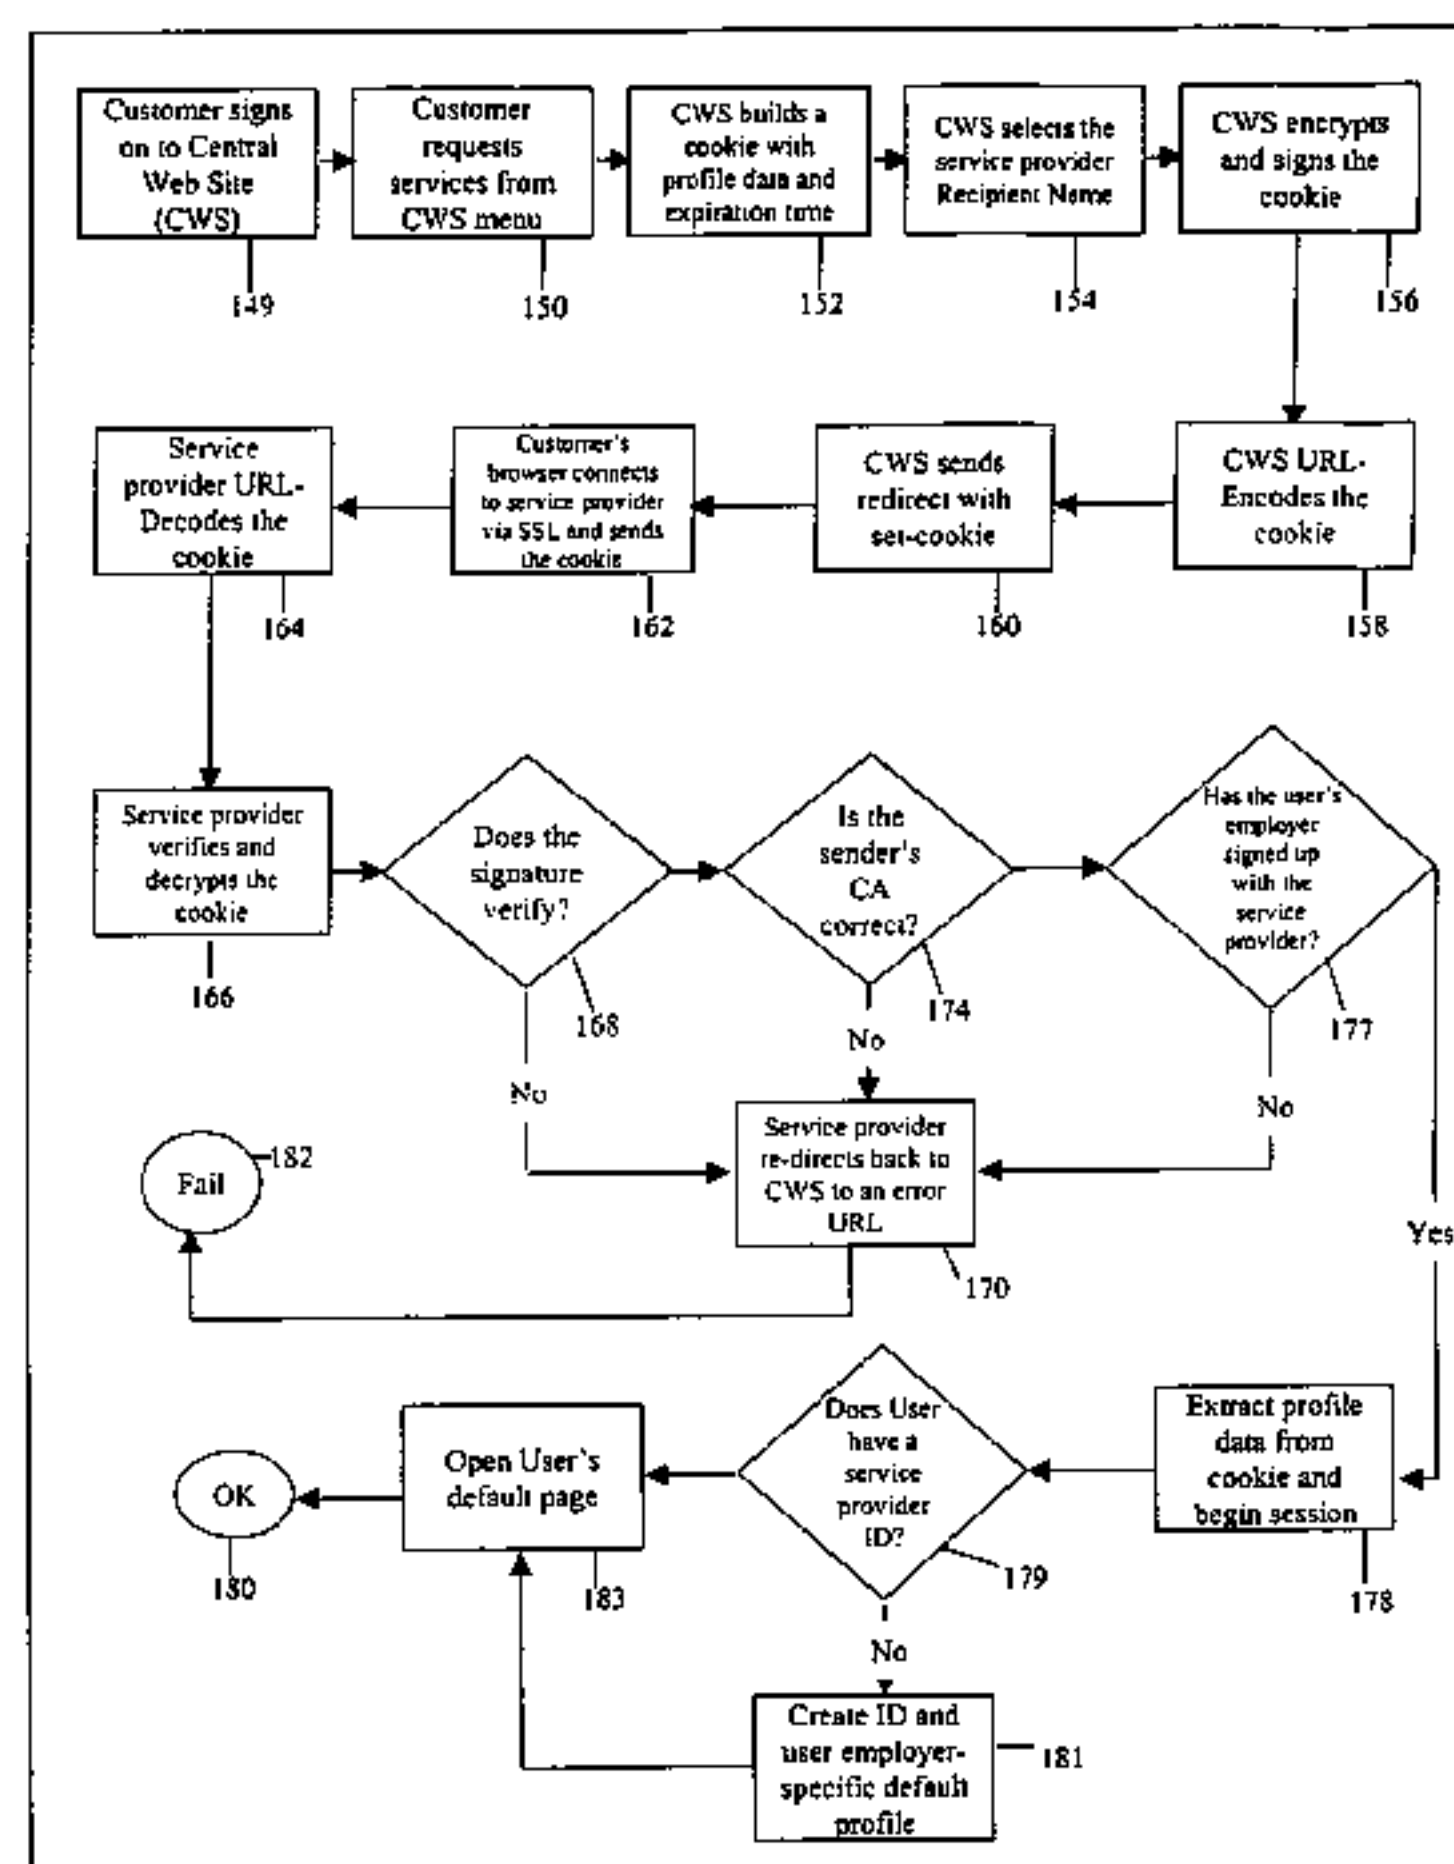 Customer signs
on to Central
Web Site
(CWS)
149
Customer
requests
services from
CWS menu
150
CWS builds a
cookie with
profile data and
expiration time
152
CWS selects the
service provider
Recipient Name
154
CWS encrypts
and signs the
cookie
156
Service
provider URL-
Decodes the
cookie
164
Customer's
browser connects
to service provider
via SSL and sends
the cookie
162
CWS sends
redirect with
set-cookie
160
CWS URL-
Encodes the
cookie
158
Service provider
verifies and
decrypts the
cookie
166
Does the
signature
verify?
168
No
Is the
sender's
CA
correct?
174
No
Has the user's
employer
signed up
with the
service
provider?
177
No
Yes
Fail
182
Service provider
re-directs back to
CWS to an error
URL
170
OK
180
Open User's
default page
183
Does User
have a
service
provider
ID?
179
No
Extract profile
data from
cookie and
begin session
178
Create ID and
user employer-
specific default
profile
181